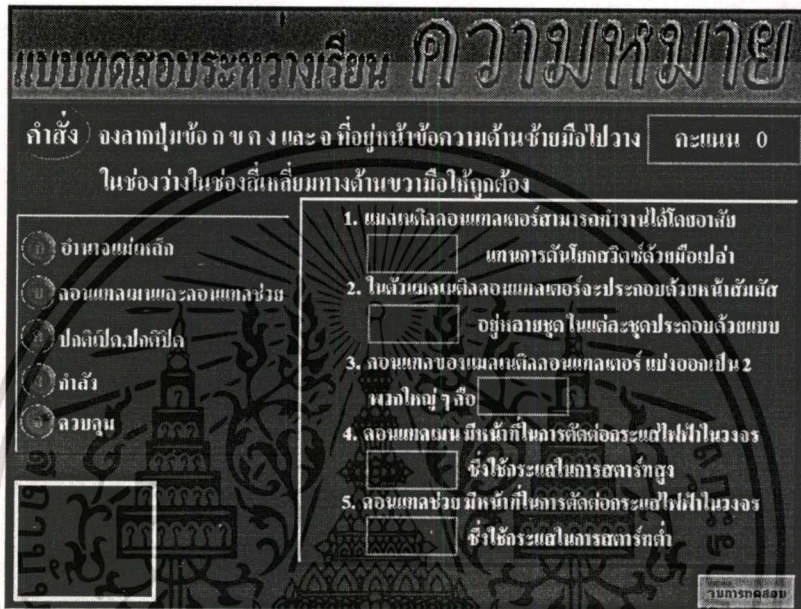 แบบทดสอบระหว่างเรียน ความหมาย
คำสั่ง จงลากปุ่มข้อ ก ข ค ง และ จ ที่อยู่หน้าข้อความด้านซ้ายมือไปวาง
คะแนน 0
ในช่องว่างในช่องสี่เหลี่ยมทางด้านขวามือให้ถูกต้อง
ก อำนาจแม่เหล็ก
ข คอนแทคเมนและคอนแทคช่วย
ค ปกติเปิด,ปกติปิด
ง กำลัง
จ ควบคุม
1. แมคเนติคคอนแทคเตอร์สามารถทำงานได้โดยอาศัย
แทนการดันโยกสวิตช์ด้วยมือเปล่า
2. ในตัวแมคเนติคคอนแทคเตอร์จะประกอบด้วยหน้าสัมผัส
อยู่หลายชุด ในแต่ละชุดประกอบด้วยแบบ
3. คอนแทคของแมคเนติคคอนแทคเตอร์ แบ่งออกเป็น 2
พวกใหญ่ ๆ คือ
4. คอนแทคเมน มีหน้าที่ในการตัดต่อกระแสไฟฟ้าในวงจร
ซึ่งใช้กระแสในการสตาร์ทสูง
5. คอนแทคช่วย มีหน้าที่ในการตัดต่อกระแสไฟฟ้าในวงจร
ซึ่งใช้กระแสในการสตาร์ทต่ำ